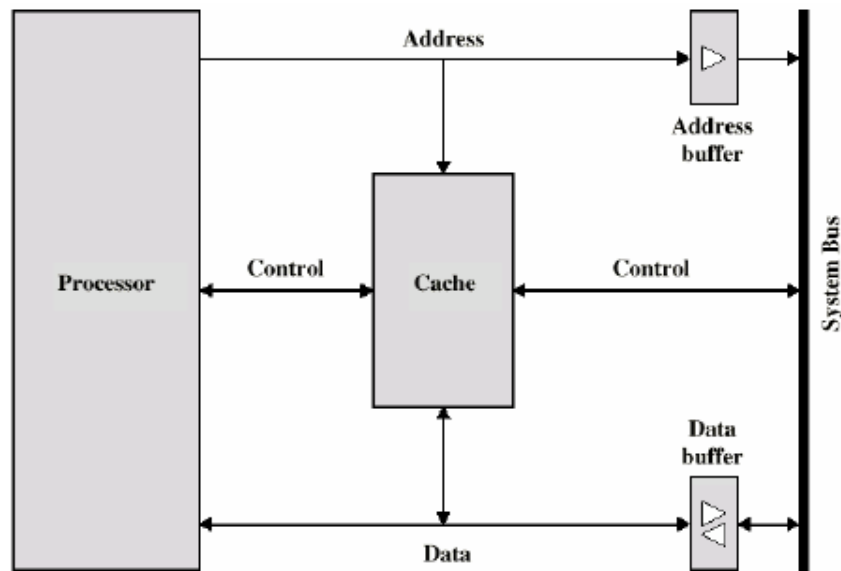 Address
Address
buffer
Processor
Control
Cache
Control
System Bus
Data
buffer
Data